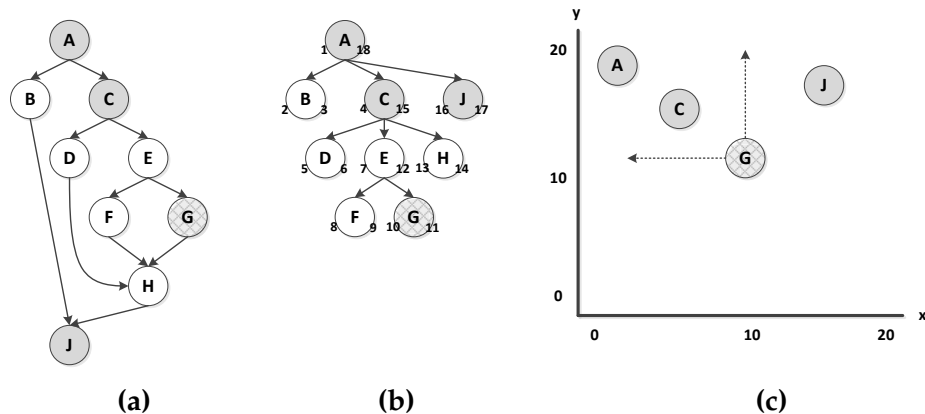 A
B
C
D
E
F
G
H
J
(a)
1 A 18
2 B 3
4 C 15
16 J 17
5 D 6
7 E 12
13 H 14
8 F 9
10 G 11
(b)
y
20
A
J
C
G
10
0
x
0
10
20
(c)